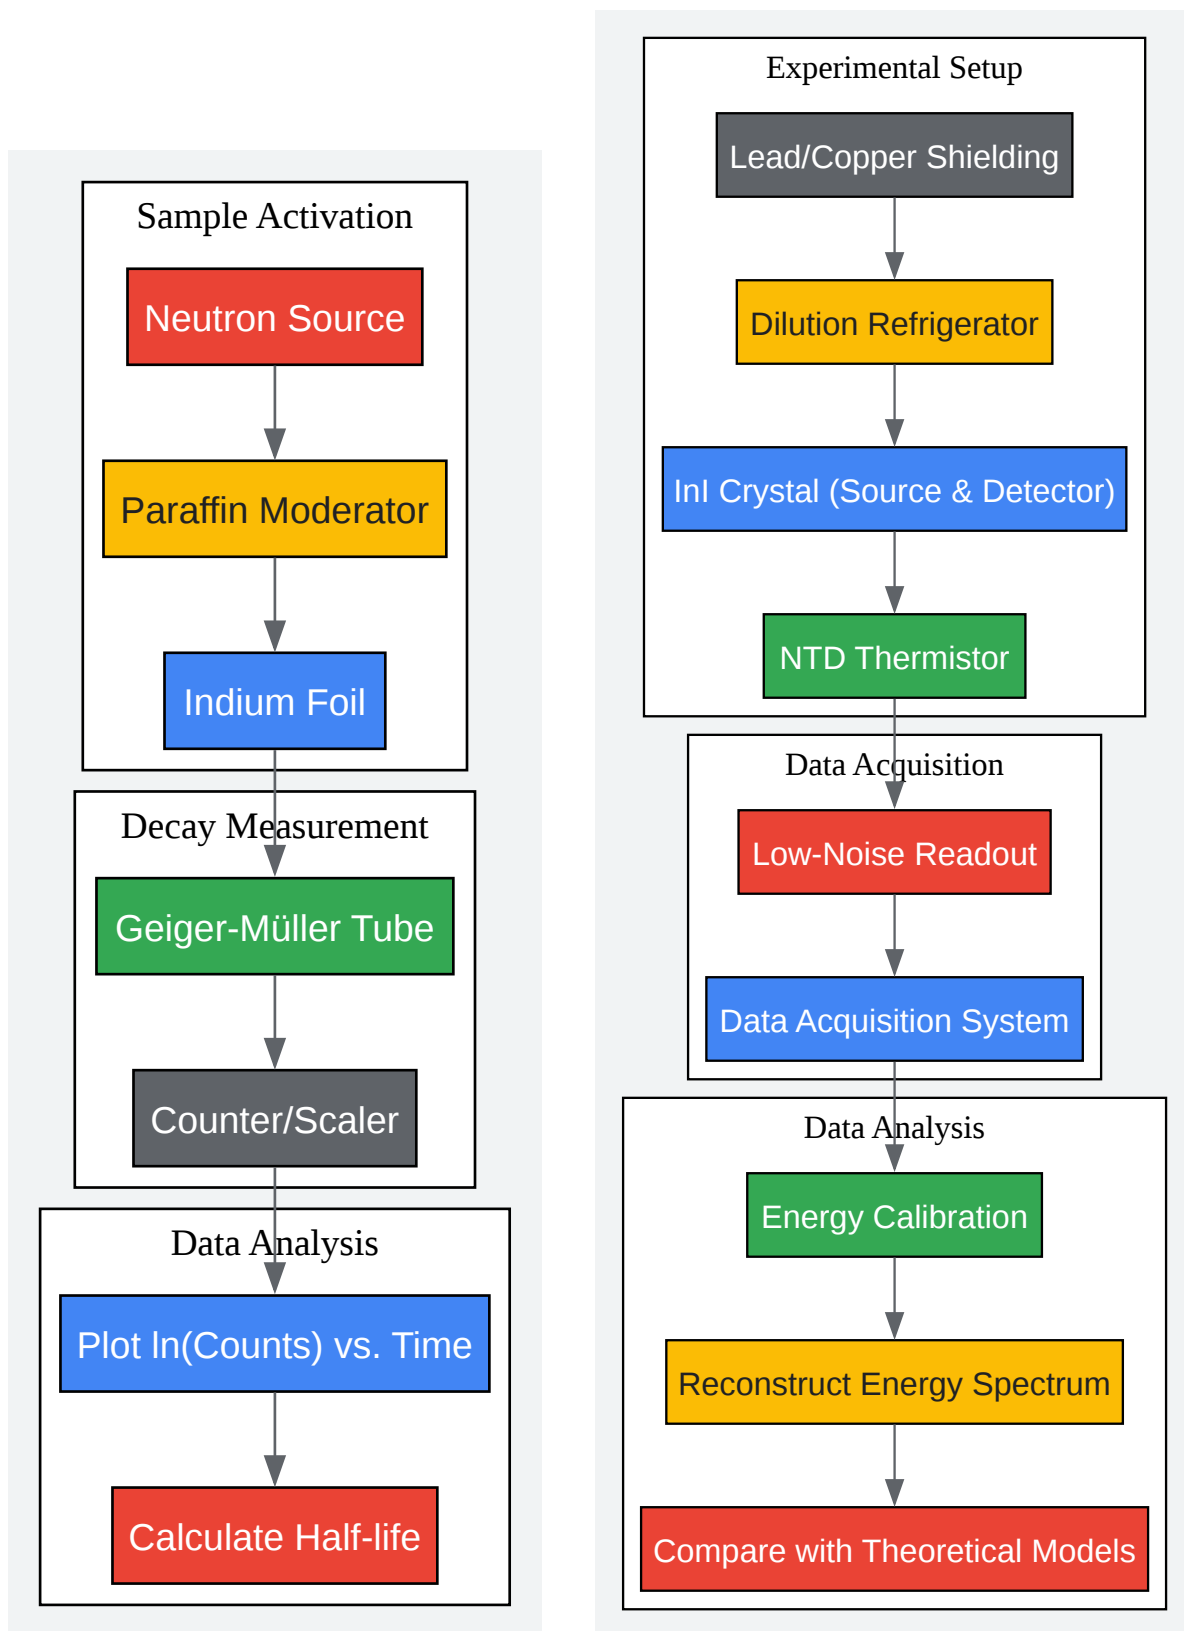 Sample Activation
Neutron Source
Paraffin Moderator
Indium Foil
Decay Measurement
Geiger-Müller Tube
Counter/Scaler
Data Analysis
Plot ln(Counts) vs. Time
Calculate Half-life
Experimental Setup
Lead/Copper Shielding
Dilution Refrigerator
InI Crystal (Source & Detector)
NTD Thermistor
Data Acquisition
Low-Noise Readout
Data Acquisition System
Data Analysis
Energy Calibration
Reconstruct Energy Spectrum
Compare with Theoretical Models